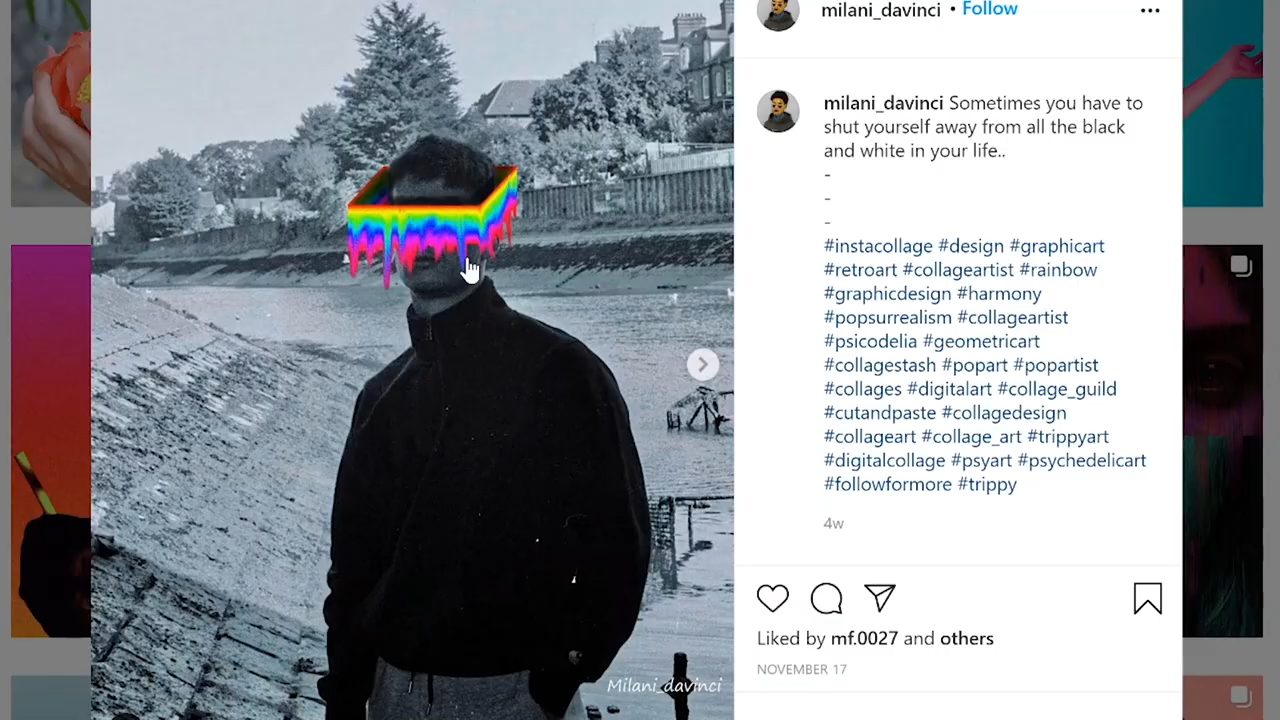 milani_davinci • Follow
milani_davinci Sometimes you have to
shut yourself away from all the black
and white in your life..
-
-
-
#instacollage #design #graphicart
#retroart #collageartist #rainbow
#graphicdesign #harmony
#popsurrealism #collageartist
#psicodelia #geometricart
#collagestash #popart #popartist
#collages #digitalart #collage_guild
#cutandpaste #collagedesign
#collageart #collage_art #trippyart
#digitalcollage #psyart #psychedelicart
#followformore #trippy
4w
Liked by mf.0027 and others
NOVEMBER 17
Milani_davinci